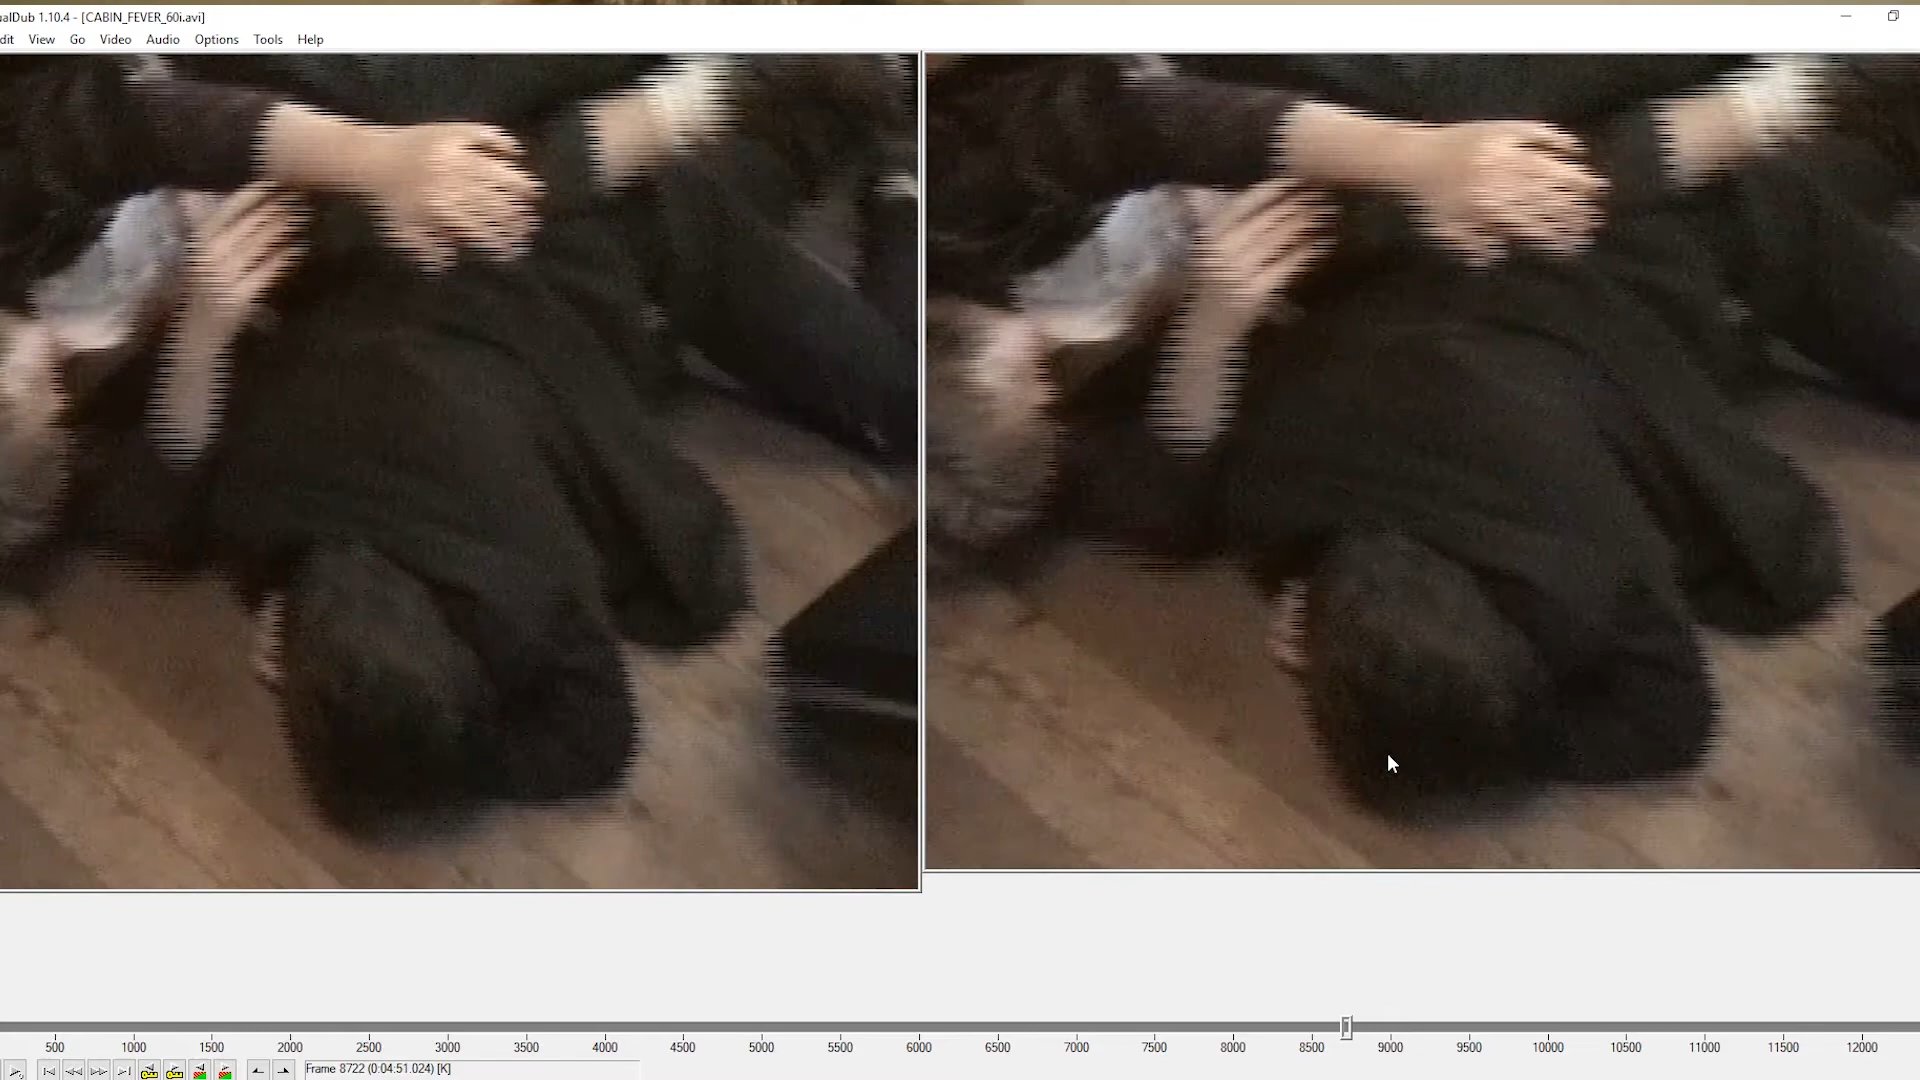 ualDub 1.10.4 - [CABIN_FEVER_60i.avi]
dit View Go Video Audio Options Tools Help
500 1000 1500 2000 2500 3000 3500 4000 4500 5000 5500 6000 6500 7000 7500 8000 8500 9000 9500 10000 10500 11000 11500 12000
Frame 8722 (0:04:51.024) [K]